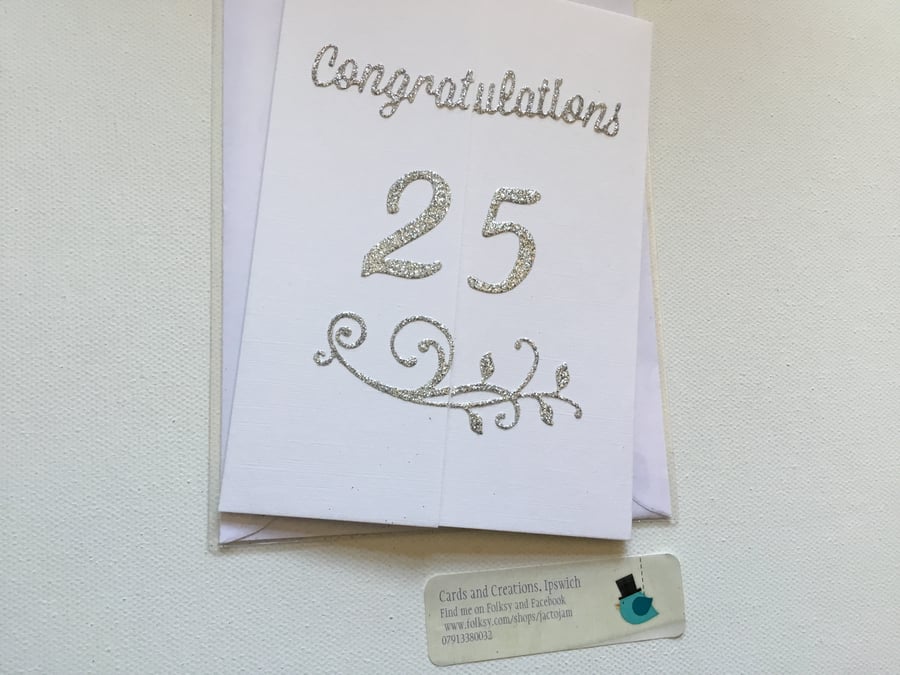 Congratulations
25
Cards and Creations, Ipswich
Find me on Folksy and Facebook
www.folksy.com/shops/jactojam
07913380032